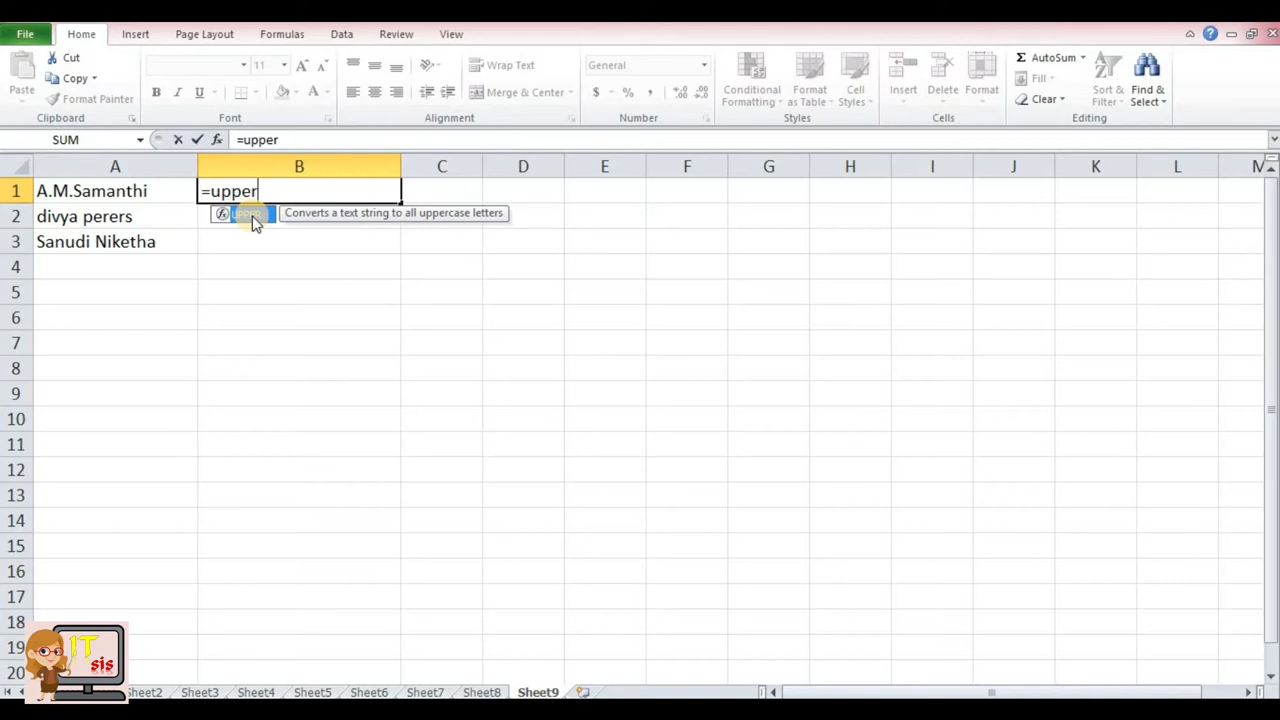 File Home Insert Page Layout Formulas Data Review View
Cut
Copy
Format Painter
Paste
Clipboard
11
B I U
Font
Wrap Text
Merge & Center
Alignment
General
$ % ,
Number
Conditional Formatting
Format as Table
Cell Styles
Styles
Insert Delete Format
Cells
Σ AutoSum
Fill
Clear
Sort & Filter
Find & Select
Editing
SUM fx =upper
A B C D E F G H I J K L M
1 A.M.Samanthi =upper
UPPER Converts a text string to all uppercase letters
2 divya perers
3 Sanudi Niketha
4
5
6
7
8
9
10
11
12
13
14
15
16
17
18
19
20
IT
sis
Sheet2 Sheet3 Sheet4 Sheet5 Sheet6 Sheet7 Sheet8 Sheet9